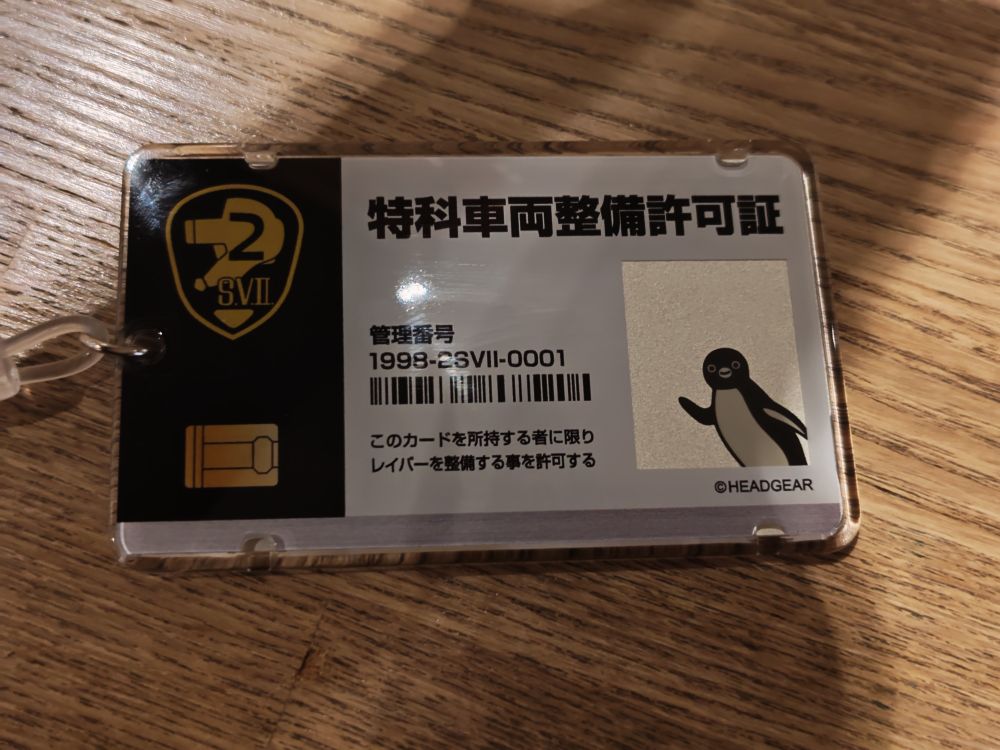 2
S.V.II.
特科車両整備許可証
管理番号
1998-2SVII-0001
このカードを所持する者に限り
レイバーを整備する事を許可する
©HEADGEAR